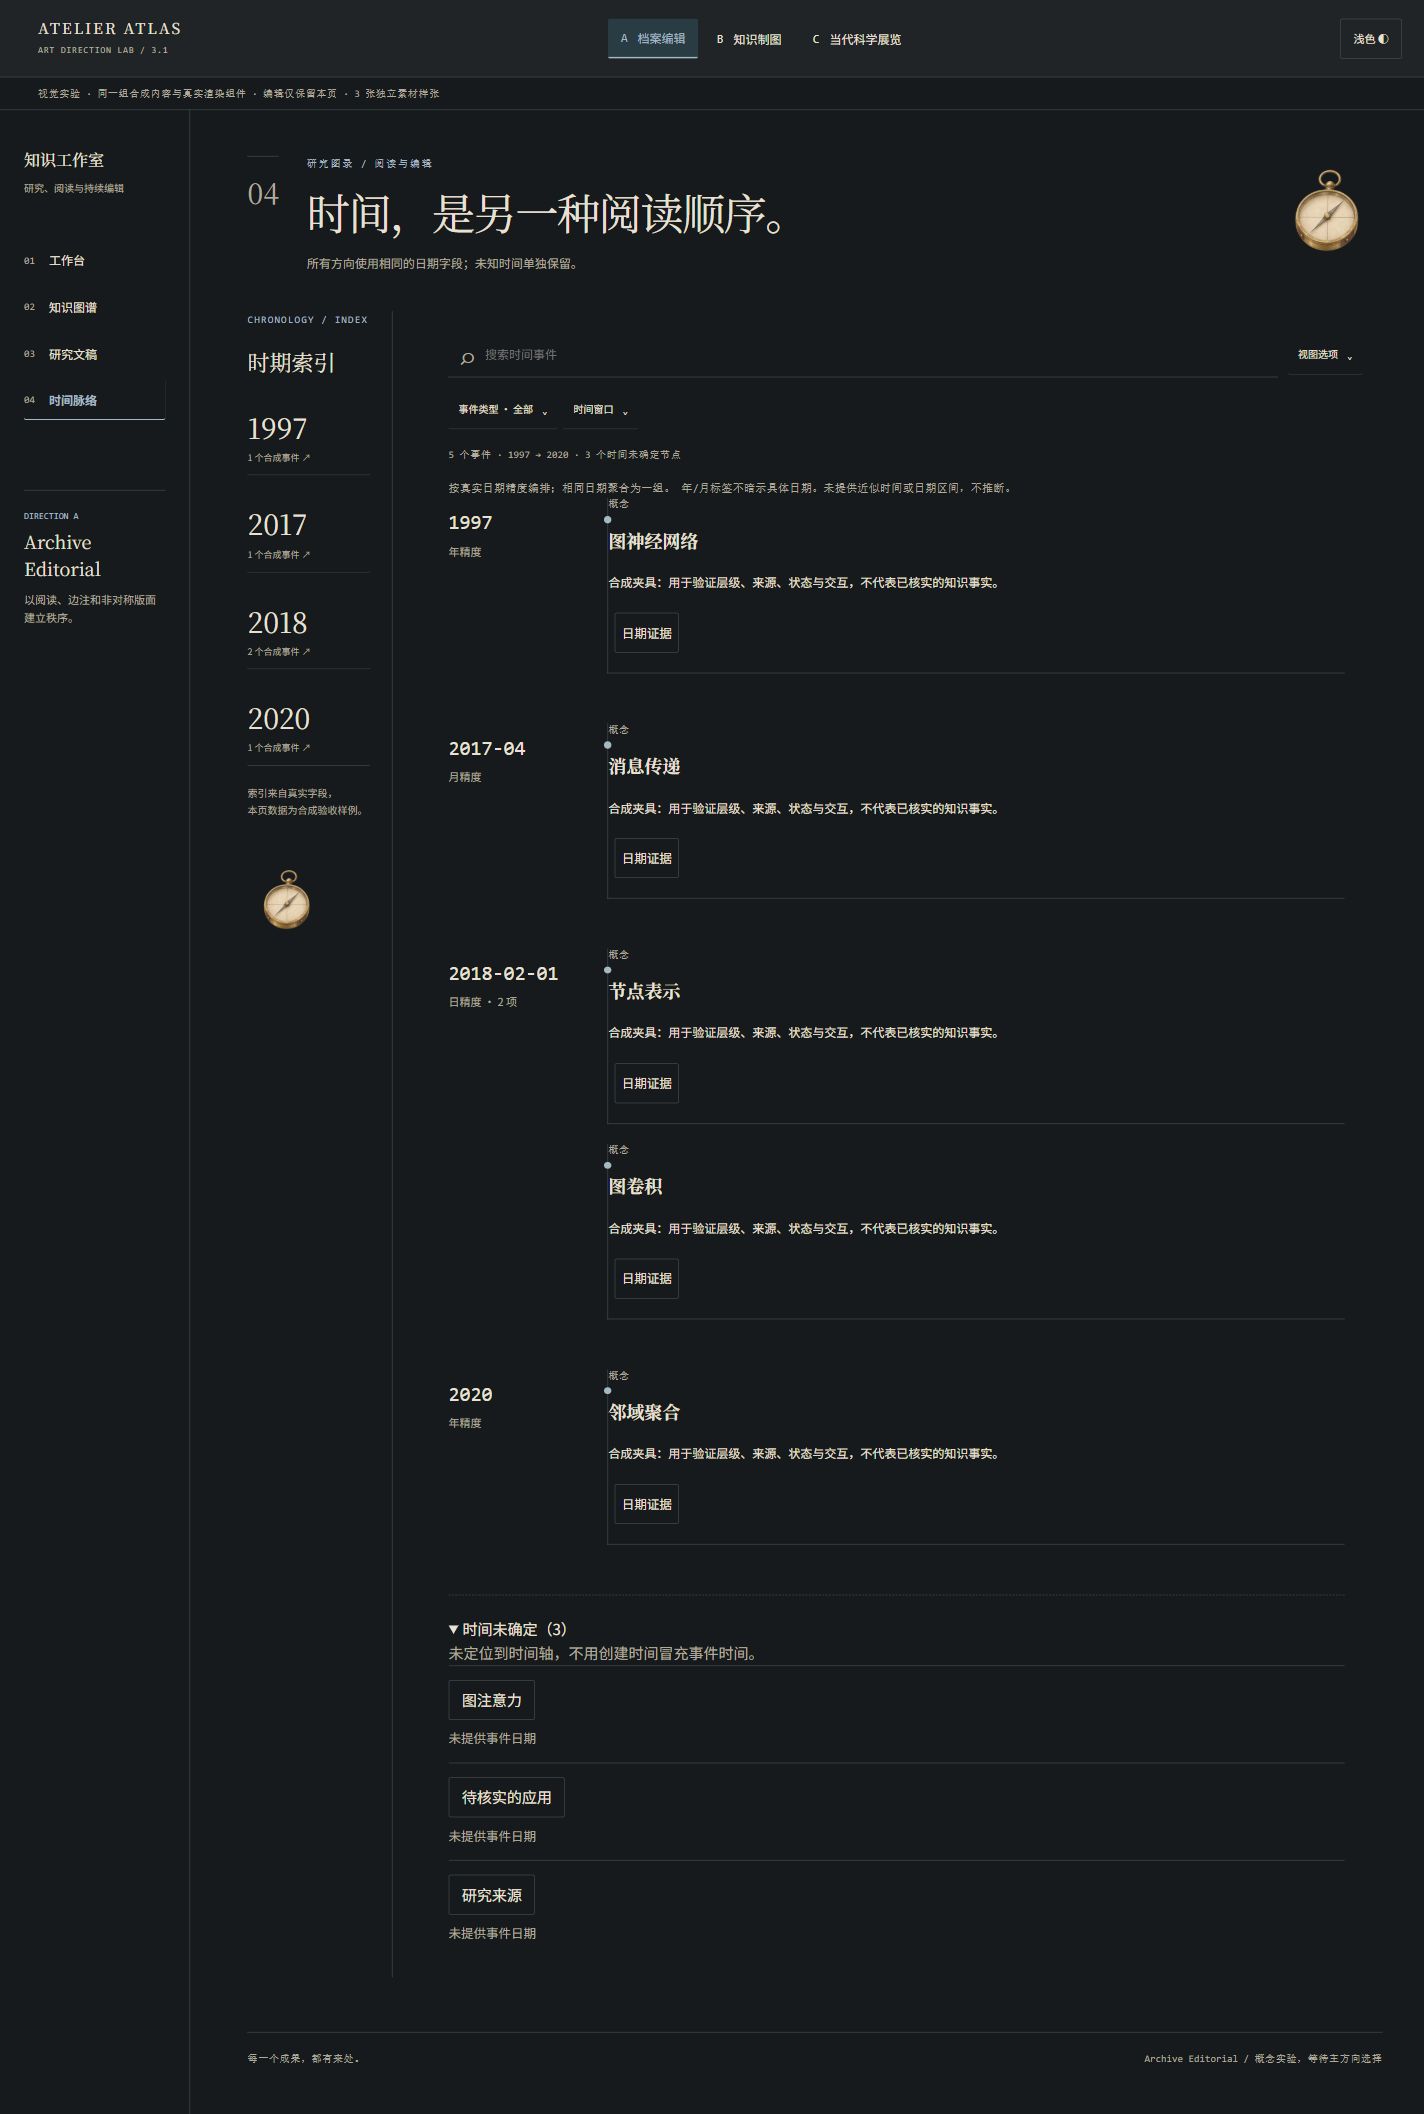 ATELIER ATLAS
ART DIRECTION LAB / 3.1
A 档案编辑
B 知识制图
C 当代科学展览
浅色
视觉实验 · 同一组合成内容与真实渲染组件 · 编辑仅保留本页 · 3 张独立素材样张
知识工作室
研究、阅读与持续编辑
01 工作台
02 知识图谱
03 研究文稿
04 时间脉络
DIRECTION A
Archive
Editorial
以阅读、边注和非对称版面
建立秩序。
04
研究图录 / 阅读与编辑
时间，是另一种阅读顺序。
所有方向使用相同的日期字段；未知时间单独保留。
CHRONOLOGY / INDEX
时期索引
1997
1 个合成事件 ↗
2017
1 个合成事件 ↗
2018
2 个合成事件 ↗
2020
1 个合成事件 ↗
索引来自真实字段，
本页数据为合成验收样例。
搜索时间事件
视图选项
事件类型 · 全部
时间窗口
5 个事件 · 1997 → 2020 · 3 个时间未确定节点
按真实日期精度编排；相同日期聚合为一组。 年/月标签不暗示具体日期。未提供近似时间或日期区间，不推断。
1997
年精度
概念
图神经网络
合成夹具：用于验证层级、来源、状态与交互，不代表已核实的知识事实。
日期证据
2017-04
月精度
概念
消息传递
合成夹具：用于验证层级、来源、状态与交互，不代表已核实的知识事实。
日期证据
2018-02-01
日精度 · 2 项
概念
节点表示
合成夹具：用于验证层级、来源、状态与交互，不代表已核实的知识事实。
日期证据
概念
图卷积
合成夹具：用于验证层级、来源、状态与交互，不代表已核实的知识事实。
日期证据
2020
年精度
概念
邻域聚合
合成夹具：用于验证层级、来源、状态与交互，不代表已核实的知识事实。
日期证据
▼ 时间未确定（3）
未定位到时间轴，不用创建时间冒充事件时间。
图注意力
未提供事件日期
待核实的应用
未提供事件日期
研究来源
未提供事件日期
每一个成果，都有来处。
Archive Editorial / 概念实验，等待主方向选择